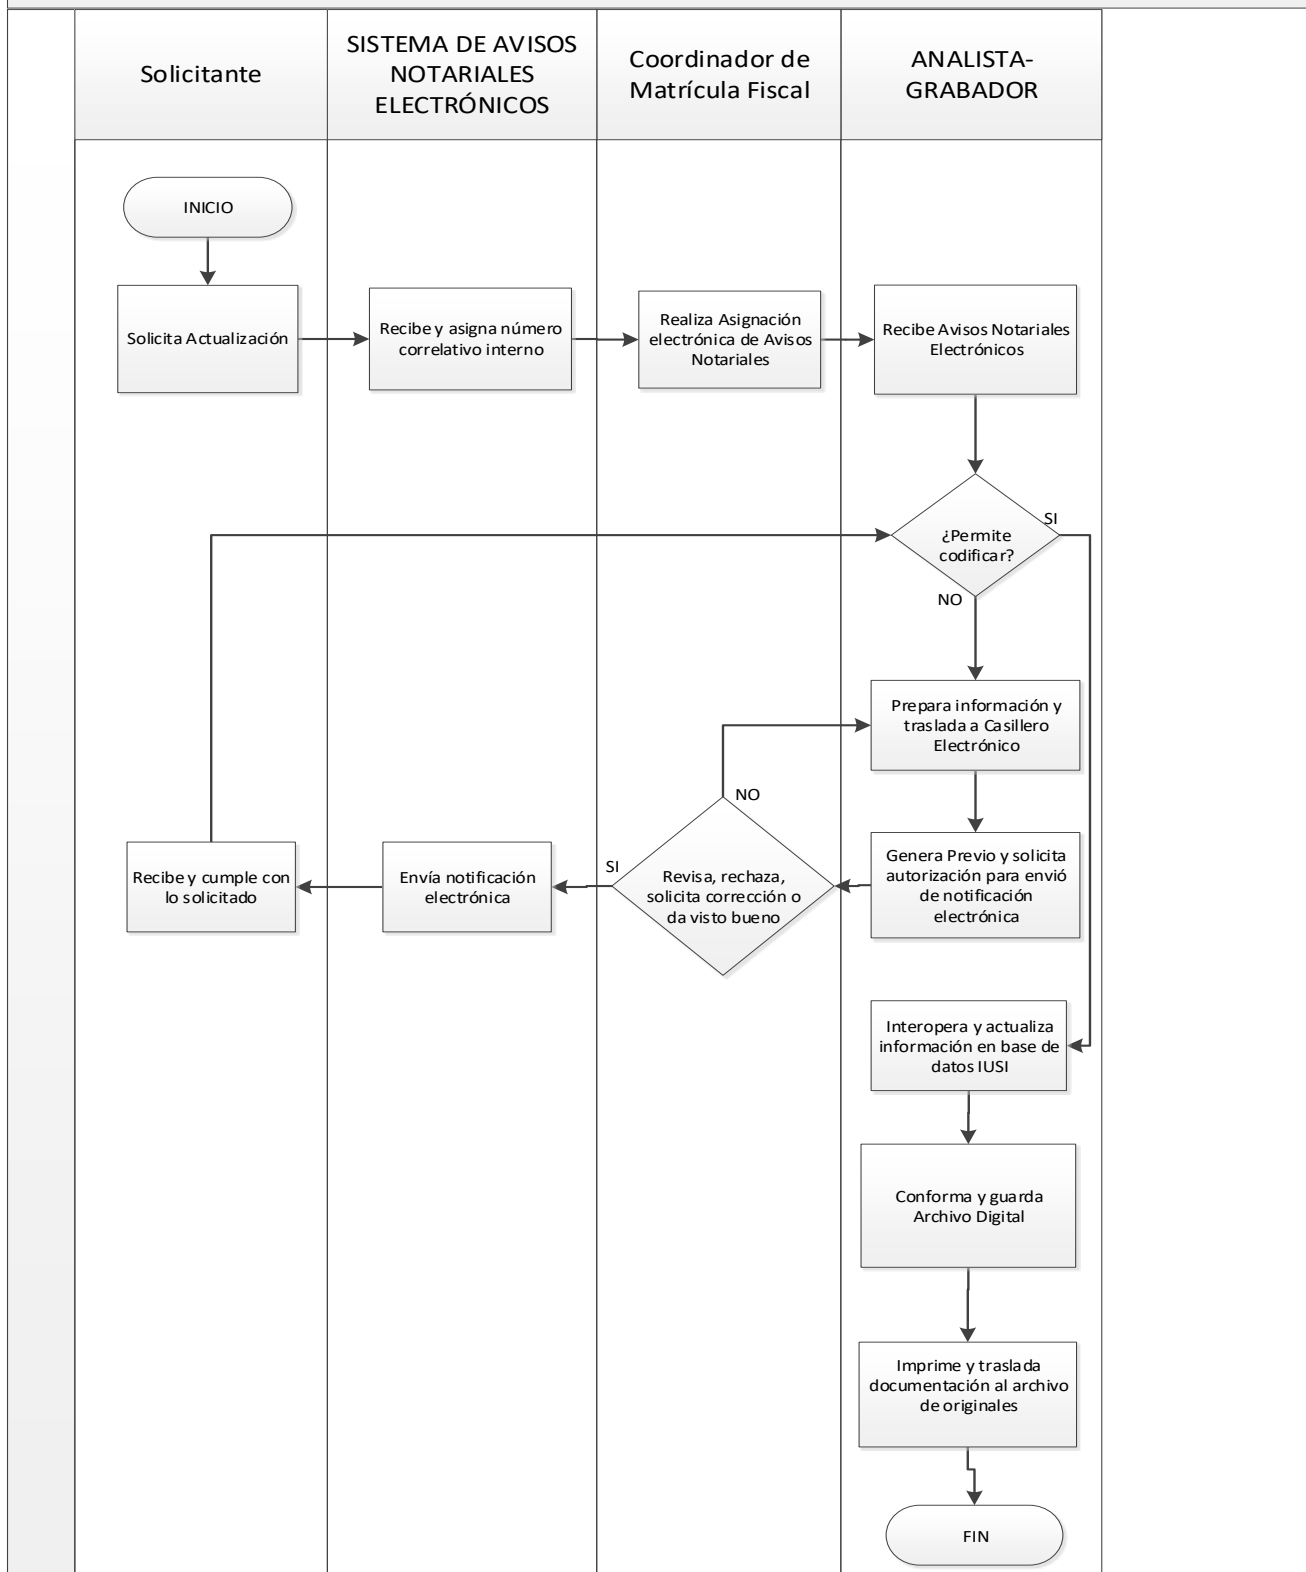 Solicitante
SISTEMA DE AVISOS
NOTARIALES
ELECTRÓNICOS
Coordinador de
Matrícula Fiscal
ANALISTA-
GRABADOR
INICIO
Solicita Actualización
Recibe y asigna número
correlativo interno
Realiza Asignación
electrónica de Avisos
Notariales
Recibe Avisos Notariales
Electrónicos
¿Permite
codificar?
SI
NO
Prepara información y
traslada a Casillero
Electrónico
NO
Genera Previo y solicita
autorización para envió
de notificación
electrónica
Revisa, rechaza,
solicita corrección o
da visto bueno
SI
Envía notificación
electrónica
Recibe y cumple con
lo solicitado
Interopera y actualiza
información en base de
datos IUSI
Conforma y guarda
Archivo Digital
Imprime y traslada
documentación al archivo
de originales
FIN